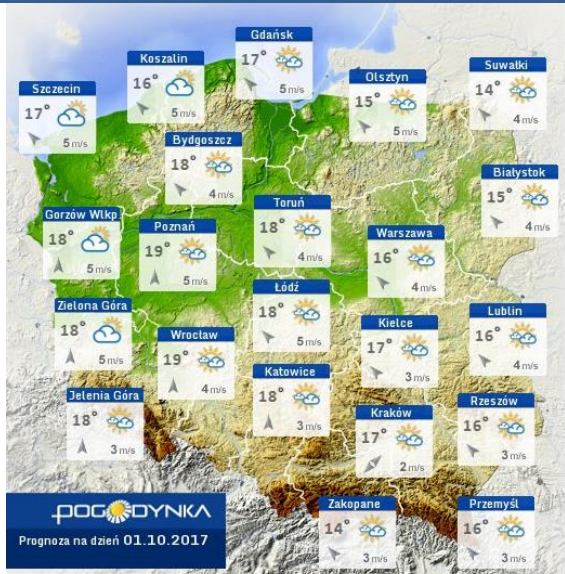 Gdańsk
17°
5 m/s
Koszalin
16°
5 m/s
Suwałki
14°
4 m/s
Szczecin
17°
5 m/s
Olsztyn
15°
5 m/s
Bydgoszcz
18°
4 m/s
Białystok
15°
4 m/s
Toruń
18°
4 m/s
Gorzów Wlkp
18°
5 m/s
Poznań
19°
5 m/s
Warszawa
16°
4 m/s
Łódź
18°
5 m/s
Zielona Góra
18°
5 m/s
Lublin
16°
4 m/s
Kielce
17°
3 m/s
Wrocław
19°
4 m/s
Katowice
18°
3 m/s
Jelenia Góra
18°
3 m/s
Rzeszów
16°
3 m/s
Kraków
17°
2 m/s
Zakopane
14°
3 m/s
Przemyśl
16°
3 m/s
POGODYNKA
Prognoza na dzień 01.10.2017